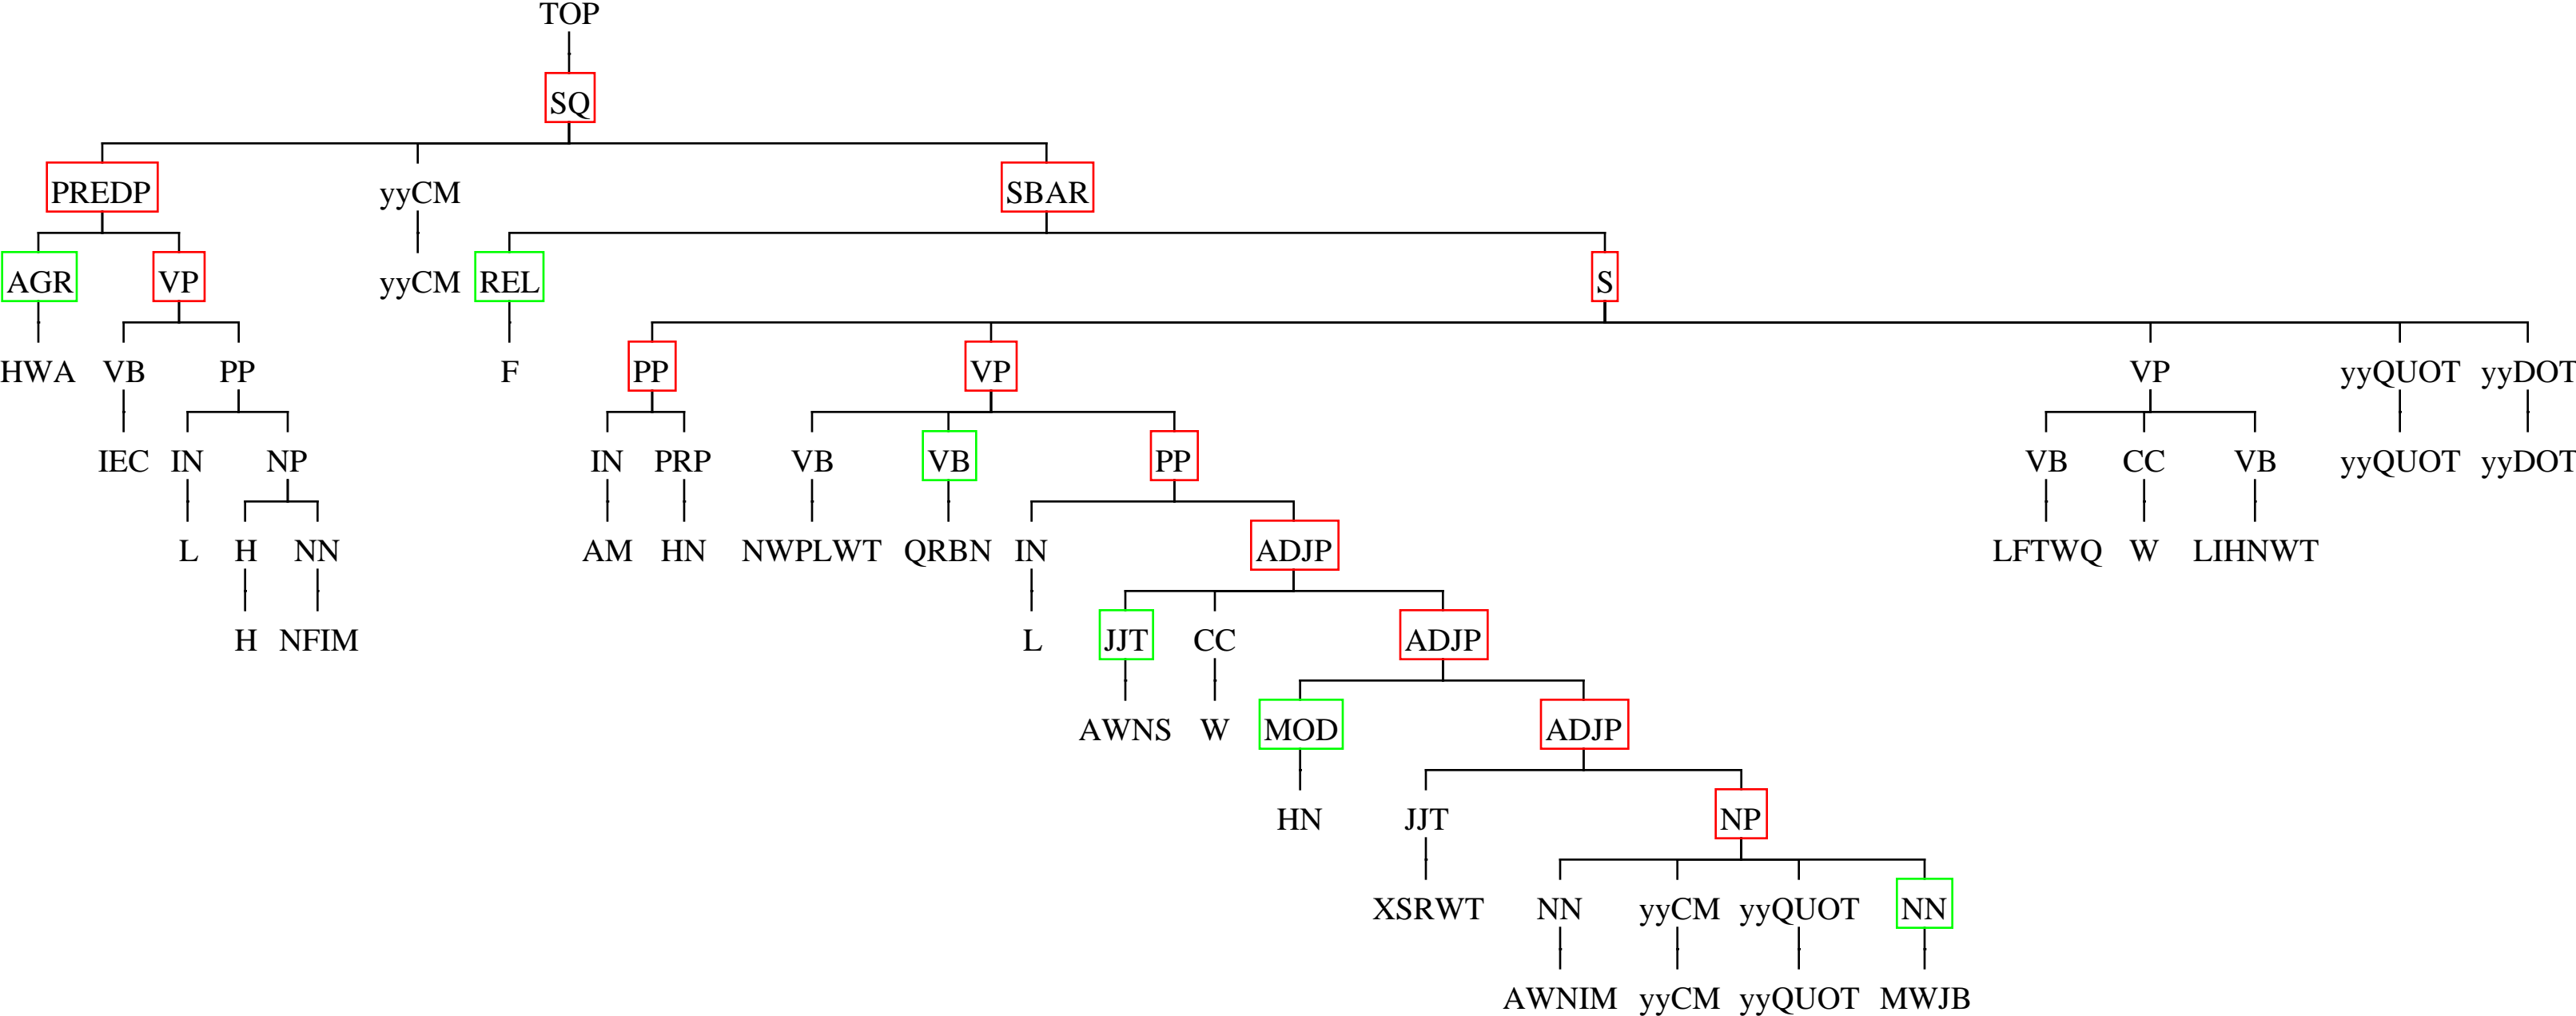 TOP
SQ
PREDP yyCM SBAR
AGR VP yyCM REL S
HWA VB PP F PP VP VP yyQUOT yyDOT
IEC IN NP IN PRP VB VB PP VB CC VB yyQUOT yyDOT
L H NN AM HN NWPLWT QRBN IN ADJP LFTWQ W LIHNWT
H NFIM L JJT CC ADJP
AWNS W MOD ADJP
HN JJT NP
XSRWT NN yyCM yyQUOT NN
AWNIM yyCM yyQUOT MWJB